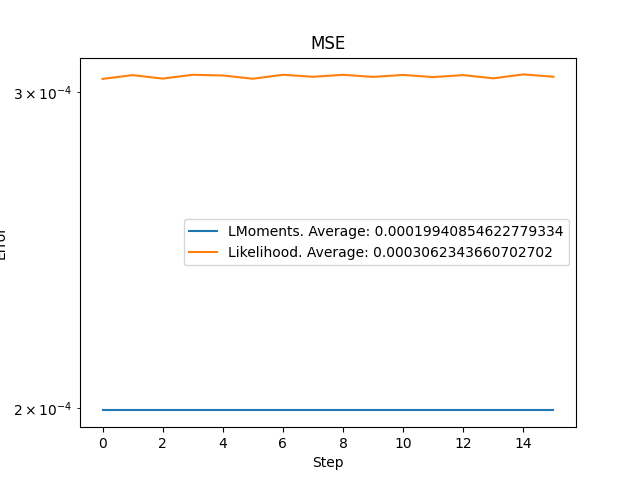 MSE
3 × 10⁻⁴
Error
LMoments. Average: 0.00019940854622779334
Likelihood. Average: 0.0003062343660702702
2 × 10⁻⁴
0 2 4 6 8 10 12 14
Step